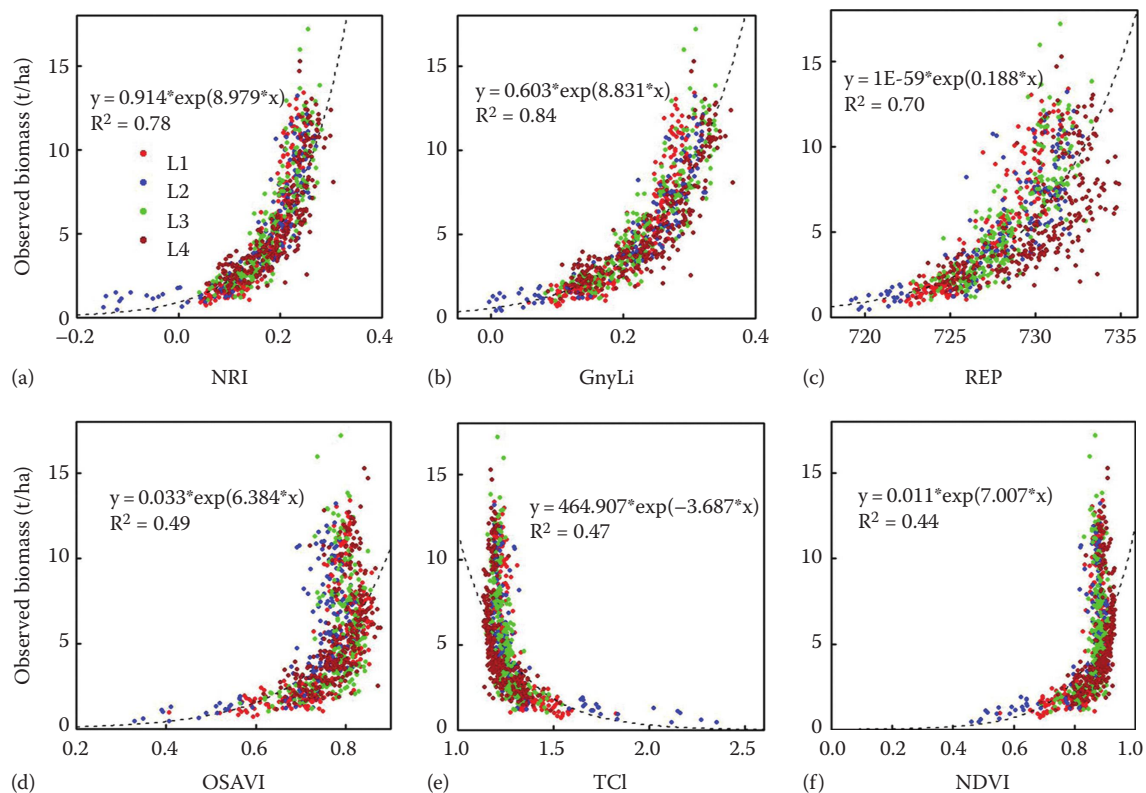 Observed biomass (t/ha)
15
10
5
0
y = 0.914*exp(8.979*x)
R² = 0.78
L1
L2
L3
L4
−0.2 0.0 0.2 0.4
(a) NRI
y = 0.603*exp(8.831*x)
R² = 0.84
15
10
5
0
0.0 0.2 0.4
(b) GnyLi
y = 1E-59*exp(0.188*x)
R² = 0.70
15
10
5
0
720 725 730 735
(c) REP
Observed biomass (t/ha)
15
10
5
0
y = 0.033*exp(6.384*x)
R² = 0.49
0.2 0.4 0.6 0.8
(d) OSAVI
15
10
5
0
y = 464.907*exp(−3.687*x)
R² = 0.47
1.0 1.5 2.0 2.5
(e) TCl
15
10
5
0
y = 0.011*exp(7.007*x)
R² = 0.44
0.0 0.2 0.4 0.6 0.8 1.0
(f) NDVI